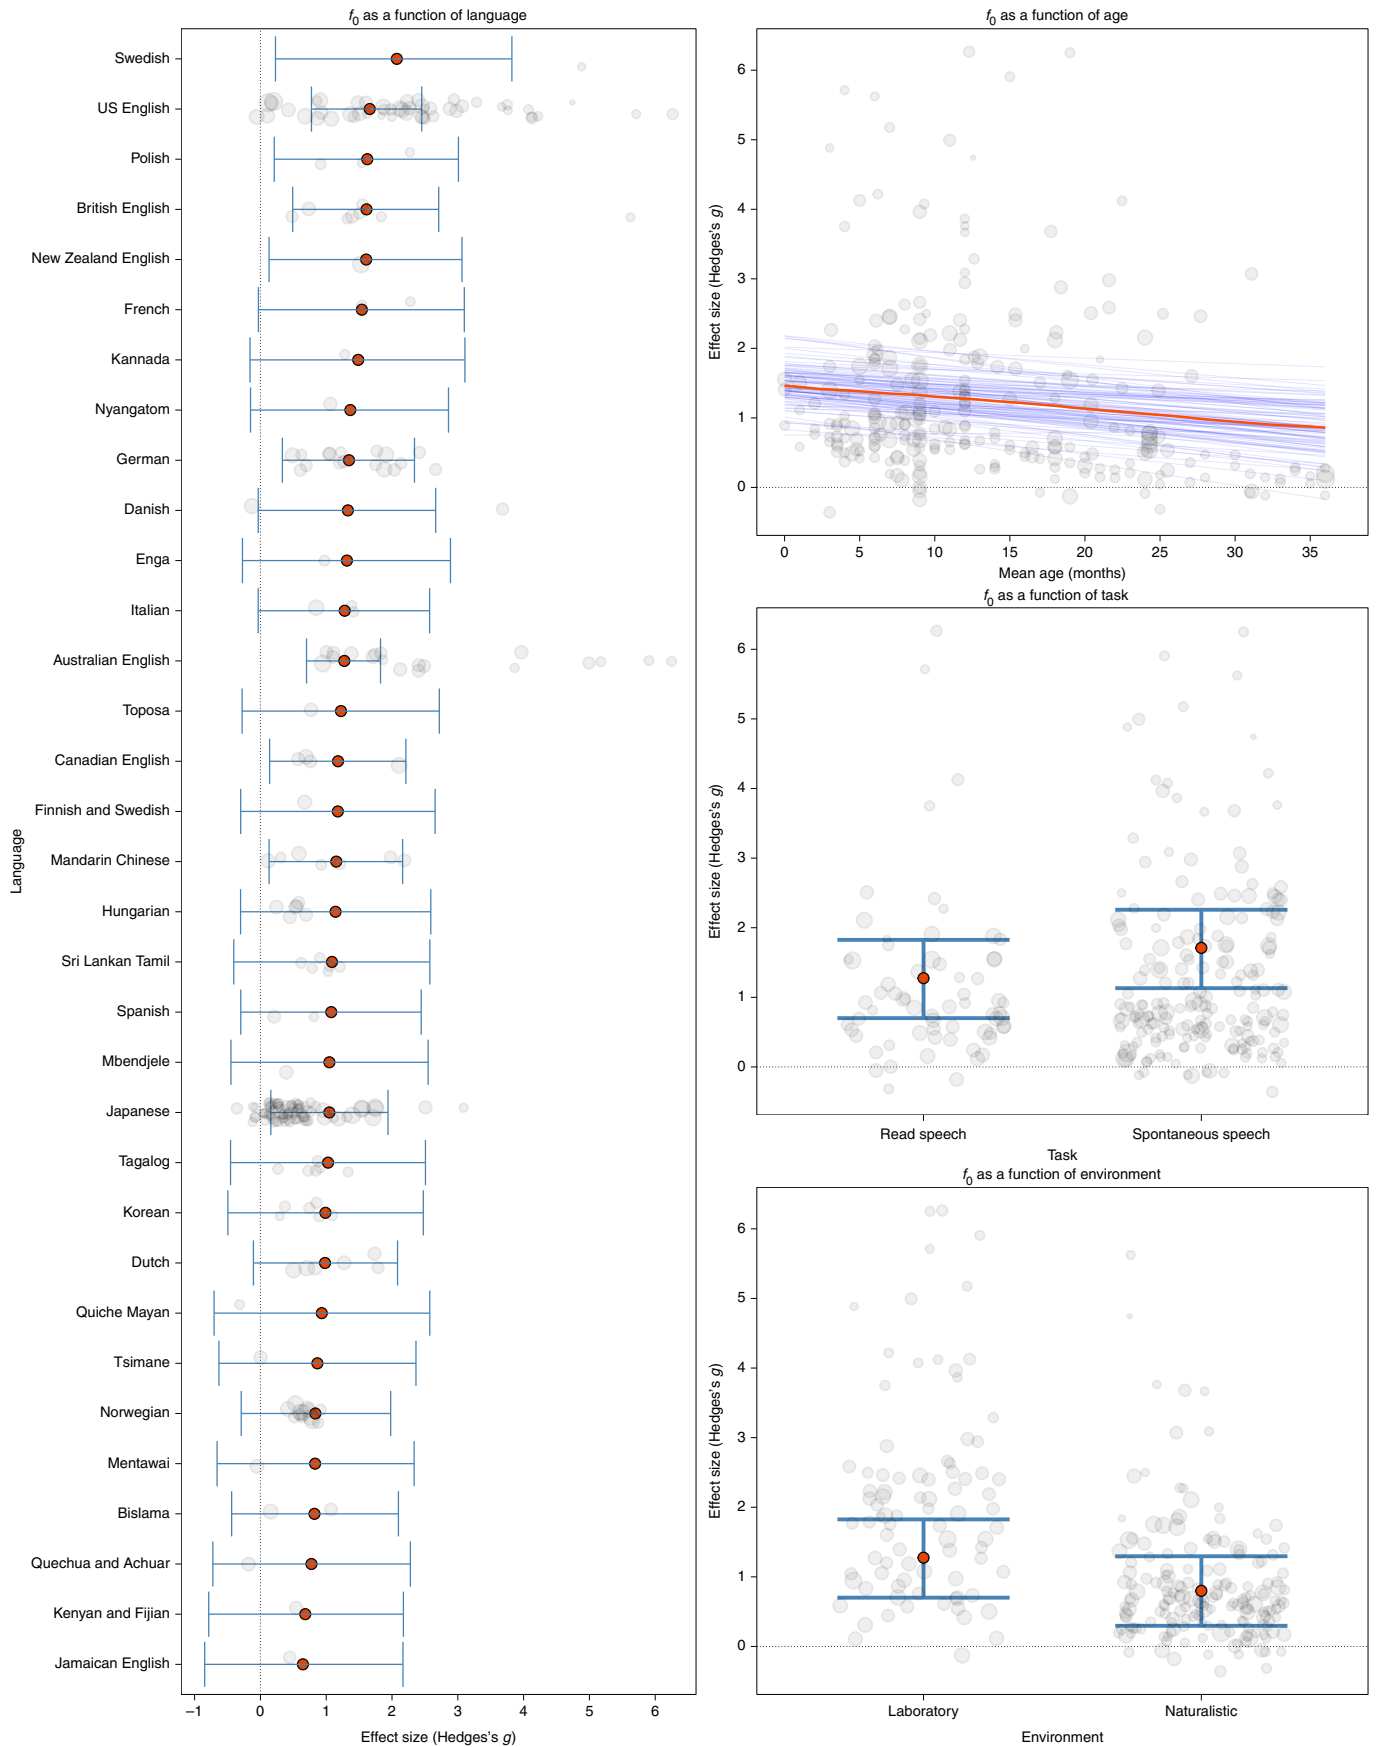 f0 as a function of language
Swedish
US English
Polish
British English
New Zealand English
French
Kannada
Nyangatom
German
Danish
Enga
Italian
Australian English
Toposa
Canadian English
Finnish and Swedish
Mandarin Chinese
Hungarian
Sri Lankan Tamil
Spanish
Mbendjele
Japanese
Tagalog
Korean
Dutch
Quiche Mayan
Tsimane
Norwegian
Mentawai
Bislama
Quechua and Achuar
Kenyan and Fijian
Jamaican English
Language
–1 0 1 2 3 4 5 6
Effect size (Hedges's g)
f0 as a function of age
6
5
4
3
2
1
0
Effect size (Hedges's g)
0 5 10 15 20 25 30 35
Mean age (months)
f0 as a function of task
6
5
4
3
2
1
0
Effect size (Hedges's g)
Read speech Spontaneous speech
Task
f0 as a function of environment
6
5
4
3
2
1
0
Effect size (Hedges's g)
Laboratory Naturalistic
Environment